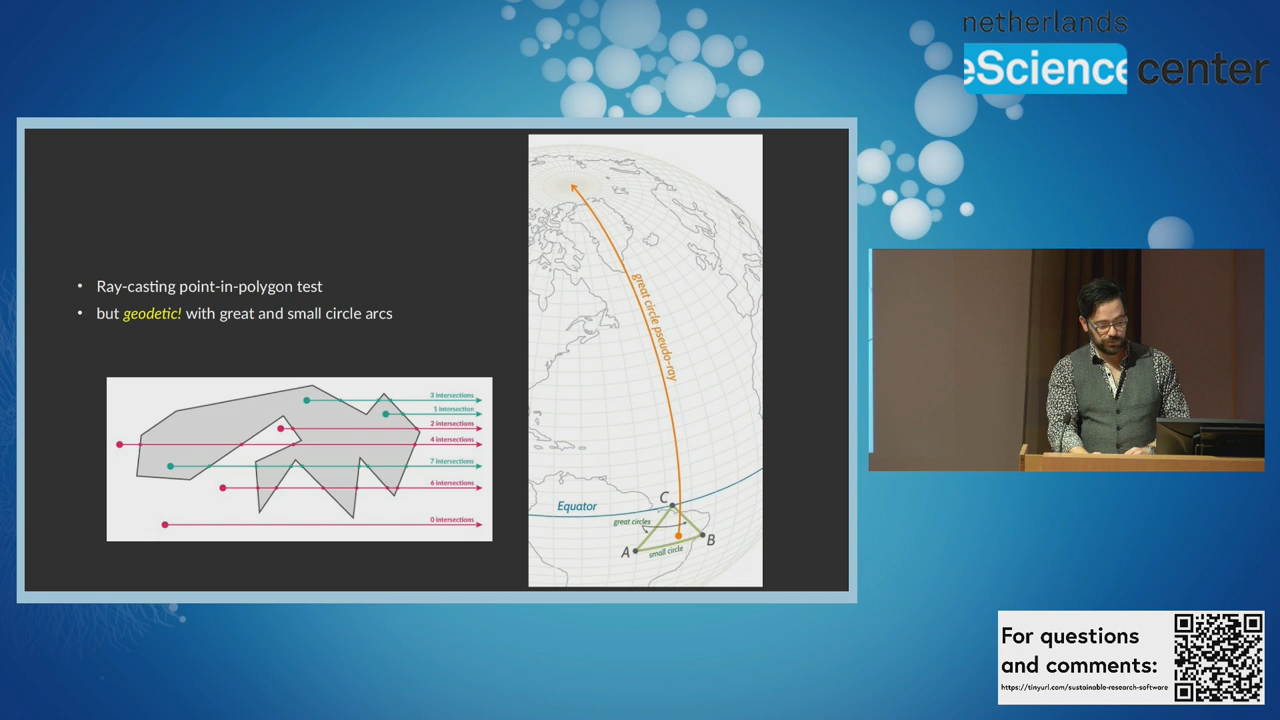 netherlands
eScience center
• Ray-casting point-in-polygon test
• but geodetic! with great and small circle arcs
3 intersections
1 intersection
2 intersections
4 intersections
7 intersections
6 intersections
0 intersections
great circle pseudo-ray
Equator
C
great circles
A
B
small circle
For questions
and comments:
https://tinyurl.com/sustainable-research-software